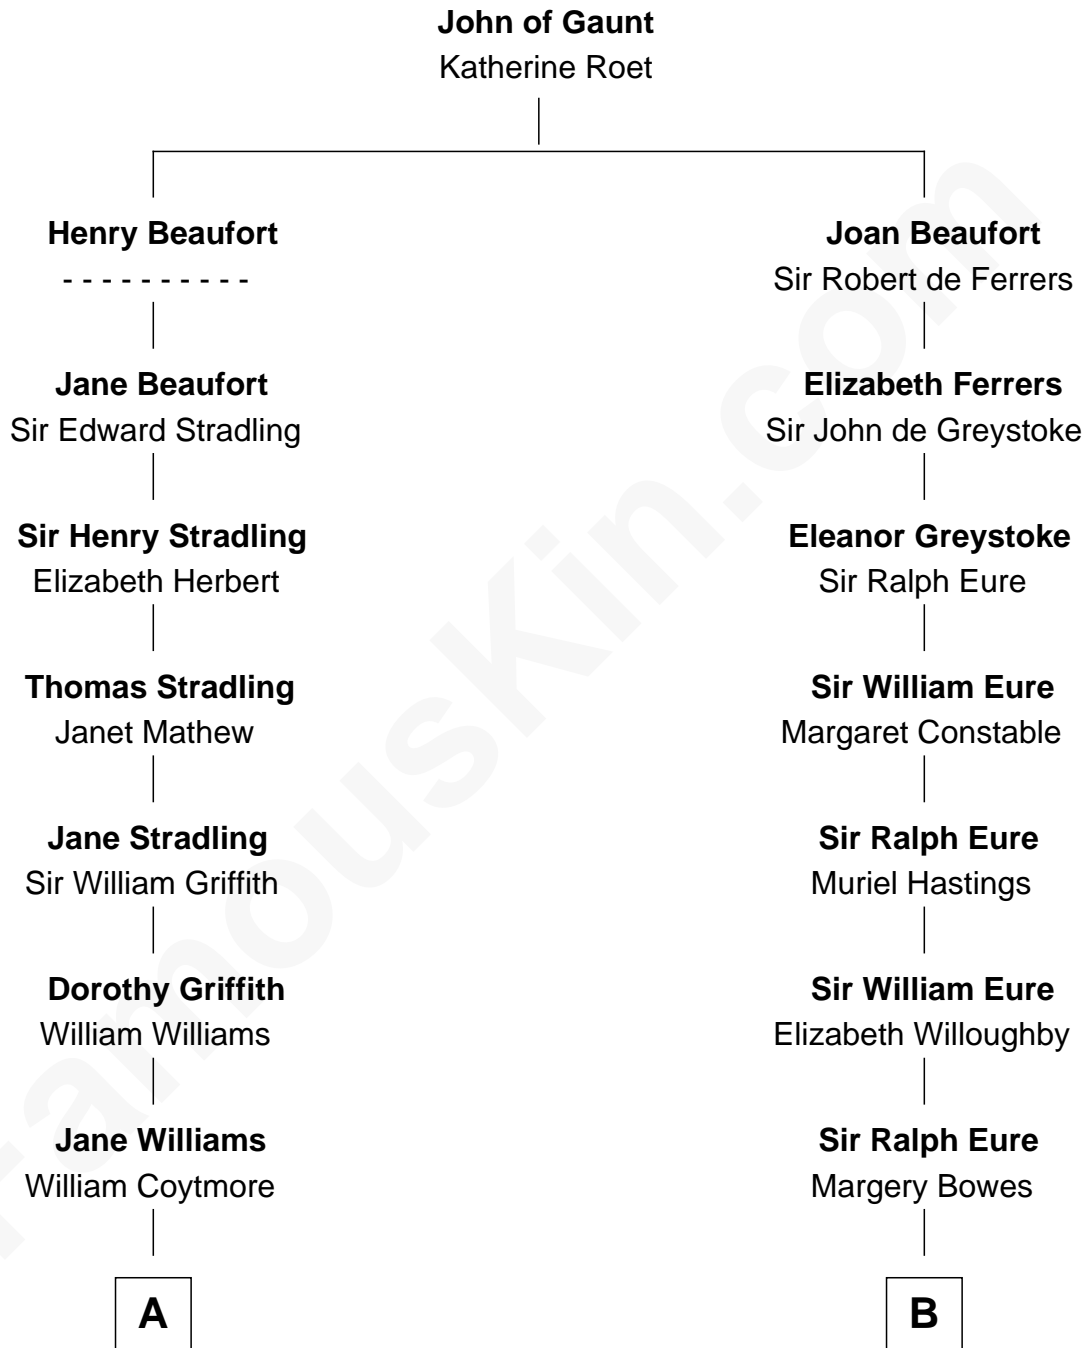 John of Gaunt
Katherine Roet
Henry Beaufort
- - - - - - - - - -
Joan Beaufort
Sir Robert de Ferrers
Jane Beaufort
Sir Edward Stradling
Elizabeth Ferrers
Sir John de Greystoke
Sir Henry Stradling
Elizabeth Herbert
Eleanor Greystoke
Sir Ralph Eure
Thomas Stradling
Janet Mathew
Sir William Eure
Margaret Constable
Jane Stradling
Sir William Griffith
Sir Ralph Eure
Muriel Hastings
Dorothy Griffith
William Williams
Sir William Eure
Elizabeth Willoughby
Jane Williams
William Coytmore
Sir Ralph Eure
Margery Bowes
A
B
FamousKin.com